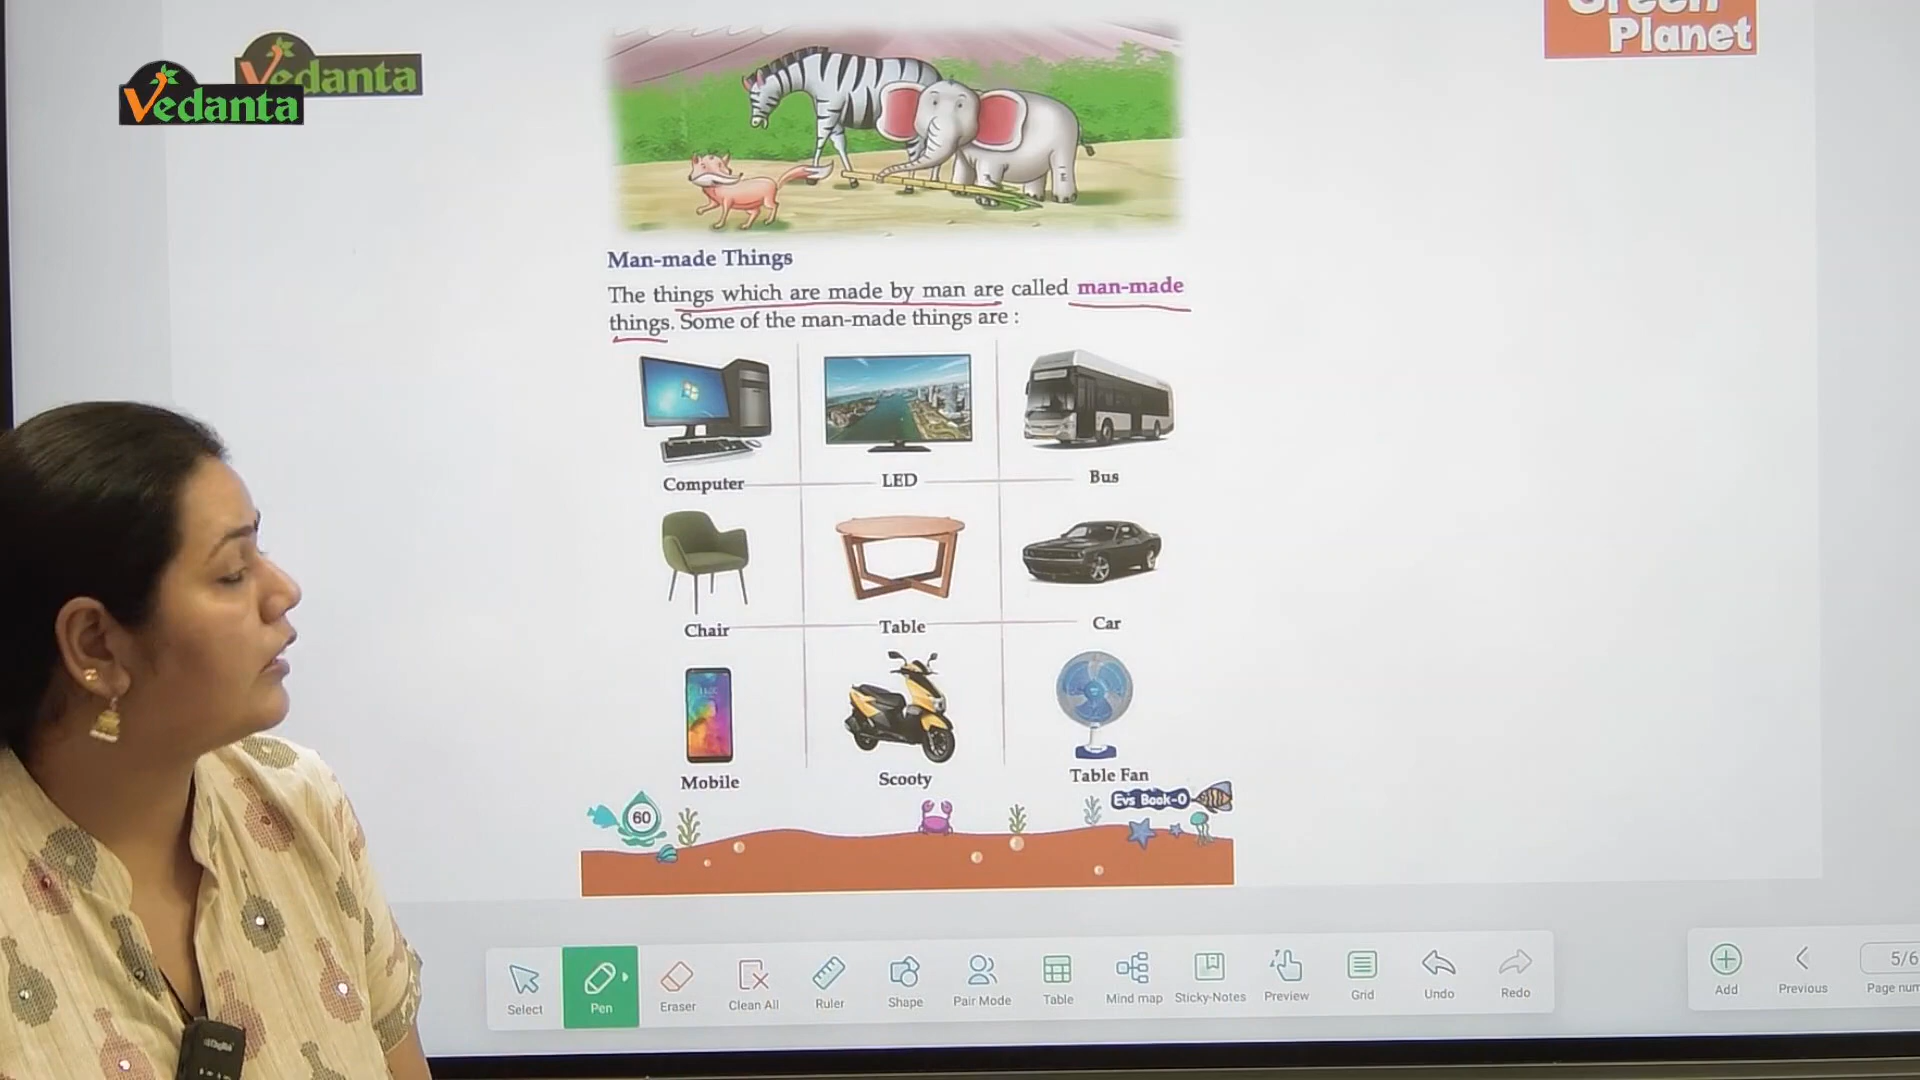 Vedanta
Vedanta
Green
Planet
Man-made Things
The things which are made by man are called man-made
things. Some of the man-made things are :
Computer
LED
Bus
Chair
Table
Car
Mobile
Scooty
Table Fan
60
Evs Book-0
Select
Pen
Eraser
Clean All
Ruler
Shape
Pair Mode
Table
Mind map
Sticky-Notes
Preview
Grid
Undo
Redo
Add
Previous
5/6
Page num